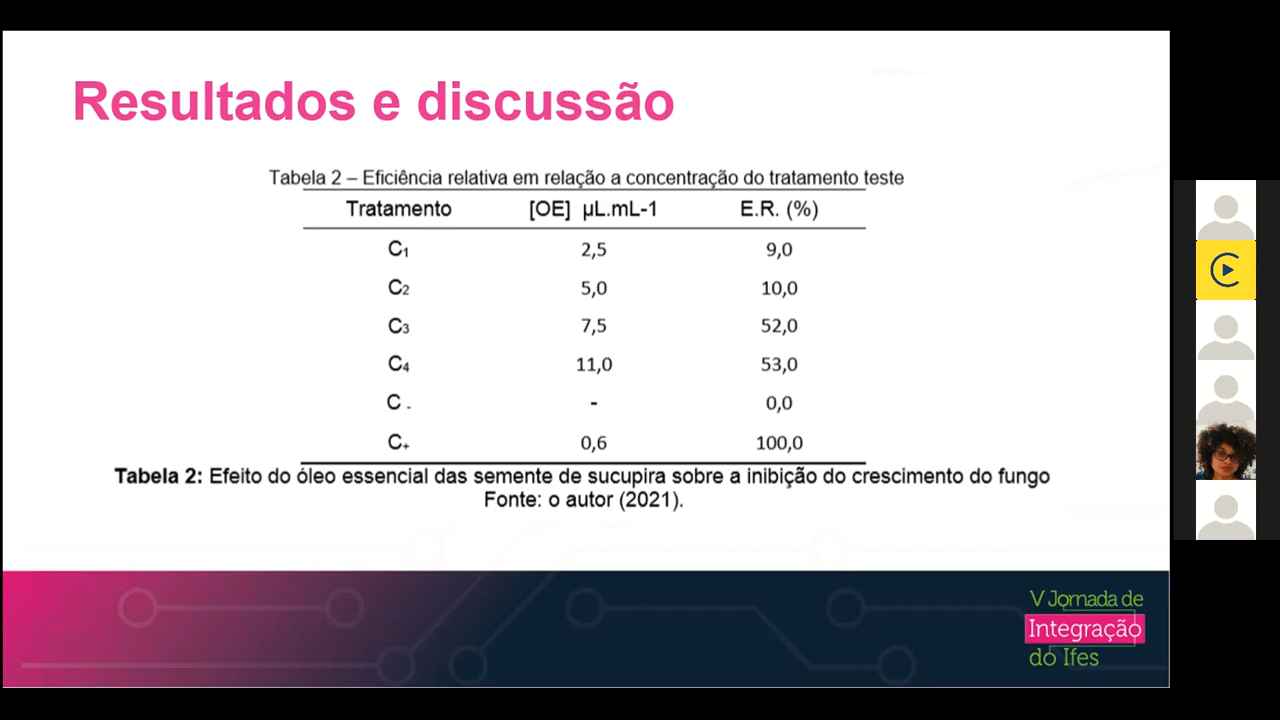 Resultados e discussão
Tabela 2 – Eficiência relativa em relação a concentração do tratamento teste
Tratamento [OE] µL.mL-1 E.R. (%)
C₁ 2,5 9,0
C₂ 5,0 10,0
C₃ 7,5 52,0
C₄ 11,0 53,0
C₋ - 0,0
C₊ 0,6 100,0
Tabela 2: Efeito do óleo essencial das semente de sucupira sobre a inibição do crescimento do fungo
Fonte: o autor (2021).
V Jornada de
Integração
do Ifes